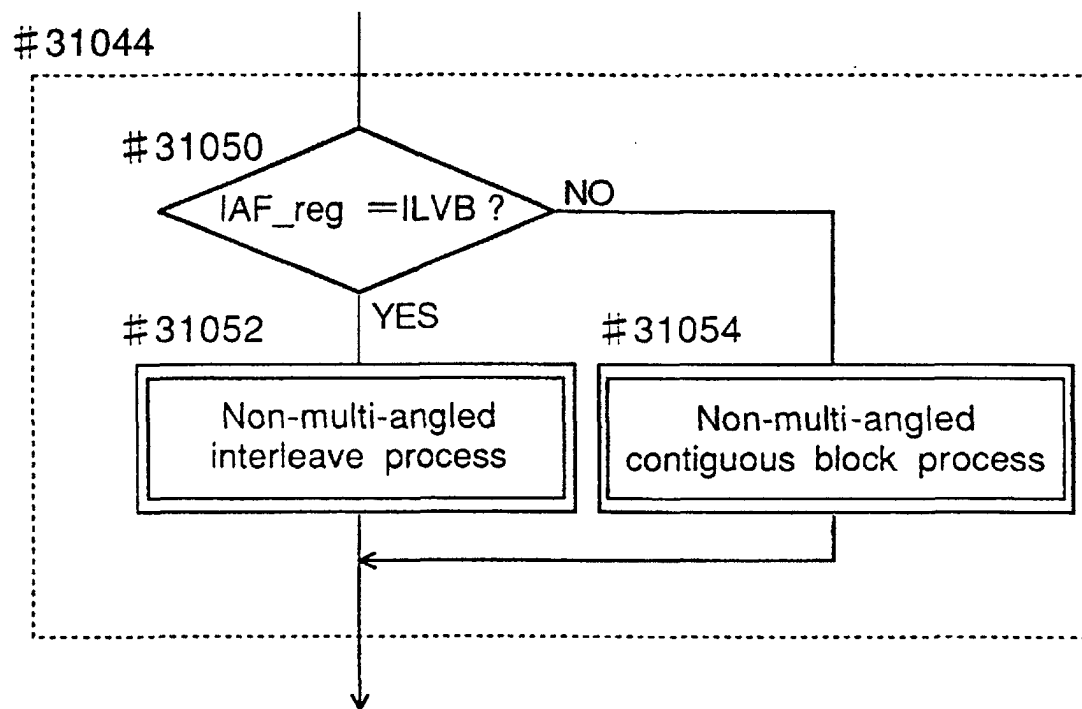 #31044
#31050
IAF_reg =ILVB ?
NO
YES
#31052
#31054
Non-multi-angled
interleave process
Non-multi-angled
contiguous block process